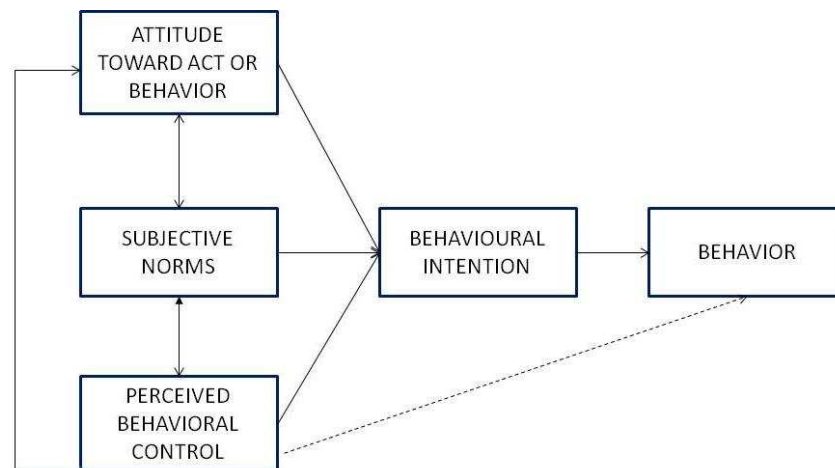 ATTITUDE
TOWARD ACT OR
BEHAVIOR
SUBJECTIVE
NORMS
BEHAVIOURAL
INTENTION
BEHAVIOR
PERCEIVED
BEHAVIORAL
CONTROL